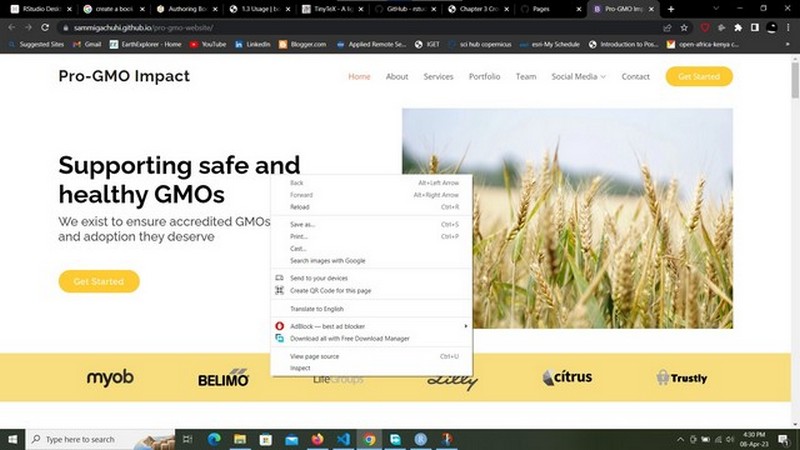 RStudio Desk
create a book
Authoring Bo
1.3 Usage | b
TinyTeX - A li
GitHub - rstu
Chapter 3 Cr
Pages
Pro-GMO Im
sammigachuhi.github.io/pro-gmo-website/
Suggested Sites
Gmail
EarthExplorer - Home
YouTube
LinkedIn
Blogger.com
Applied Remote Se...
IGET
sci hub copernicus
esri-My Schedule
Introduction to Pos...
open-africa-kenya c...
Pro-GMO Impact
Home
About
Services
Portfolio
Team
Social Media
Contact
Get Started
Supporting safe and
healthy GMOs
We exist to ensure accredited GMOs
and adoption they deserve
Get Started
Back Alt+Left Arrow
Forward Alt+Right Arrow
Reload Ctrl+R
Save as... Ctrl+S
Print... Ctrl+P
Cast...
Search images with Google
Send to your devices
Create QR Code for this page
Translate to English
AdBlock — best ad blocker
Download all with Free Download Manager
View page source Ctrl+U
Inspect
myob
BELIMO
LifeGroups
Lilly
citrus
Trustly
Type here to search
4:30 PM
08-Apr-23